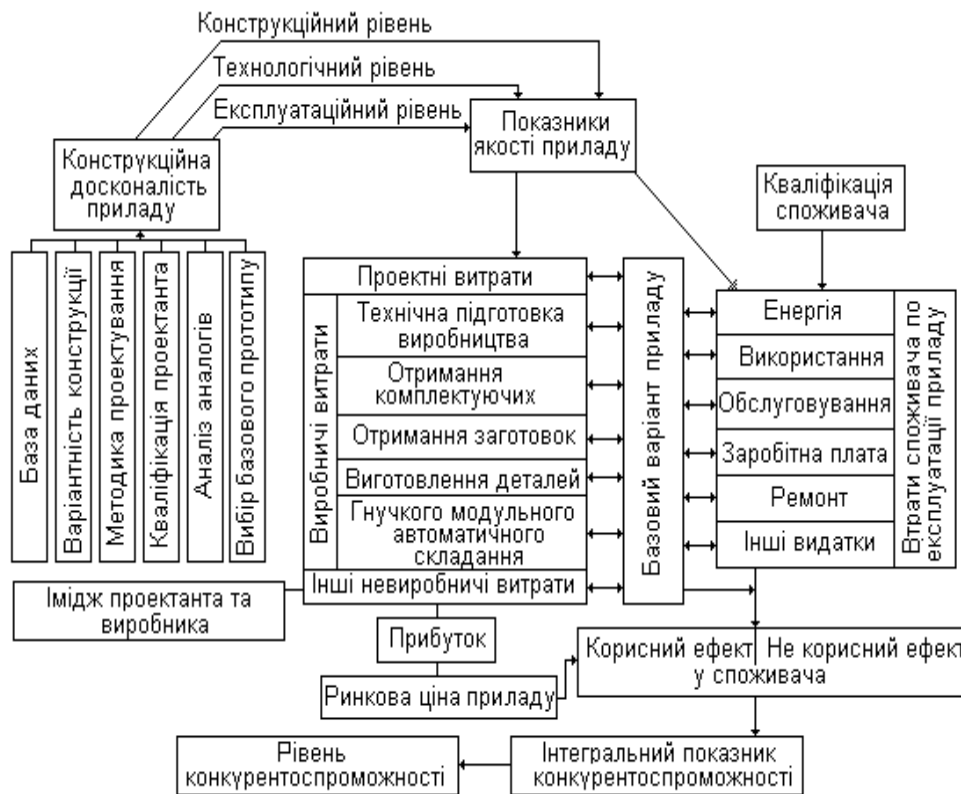 Конструкційний рівень
Технологічний рівень
Експлуатаційний рівень
Показники
якості приладу
Конструкційна
досконалість
приладу
Кваліфікація
споживача
База даних
Варіантність конструкції
Методика проектування
Кваліфікація проектанта
Аналіз аналогів
Вибір базового прототипу
Проектні витрати
Виробничі витрати
Технічна підготовка
виробництва
Отримання
комплектуючих
Отримання заготовок
Виготовлення деталей
Гнучкого модульного
автоматичного
складання
Інші невиробничі витрати
Базовий варіант приладу
Енергія
Використання
Обслуговування
Заробітна плата
Ремонт
Інші видатки
Втрати споживача по
експлуатації приладу
Імідж проектанта та
виробника
Прибуток
Ринкова ціна приладу
Корисний ефект Не корисний ефект
у споживача
Рівень
конкурентоспроможності
Інтегральний показник
конкурентоспроможності